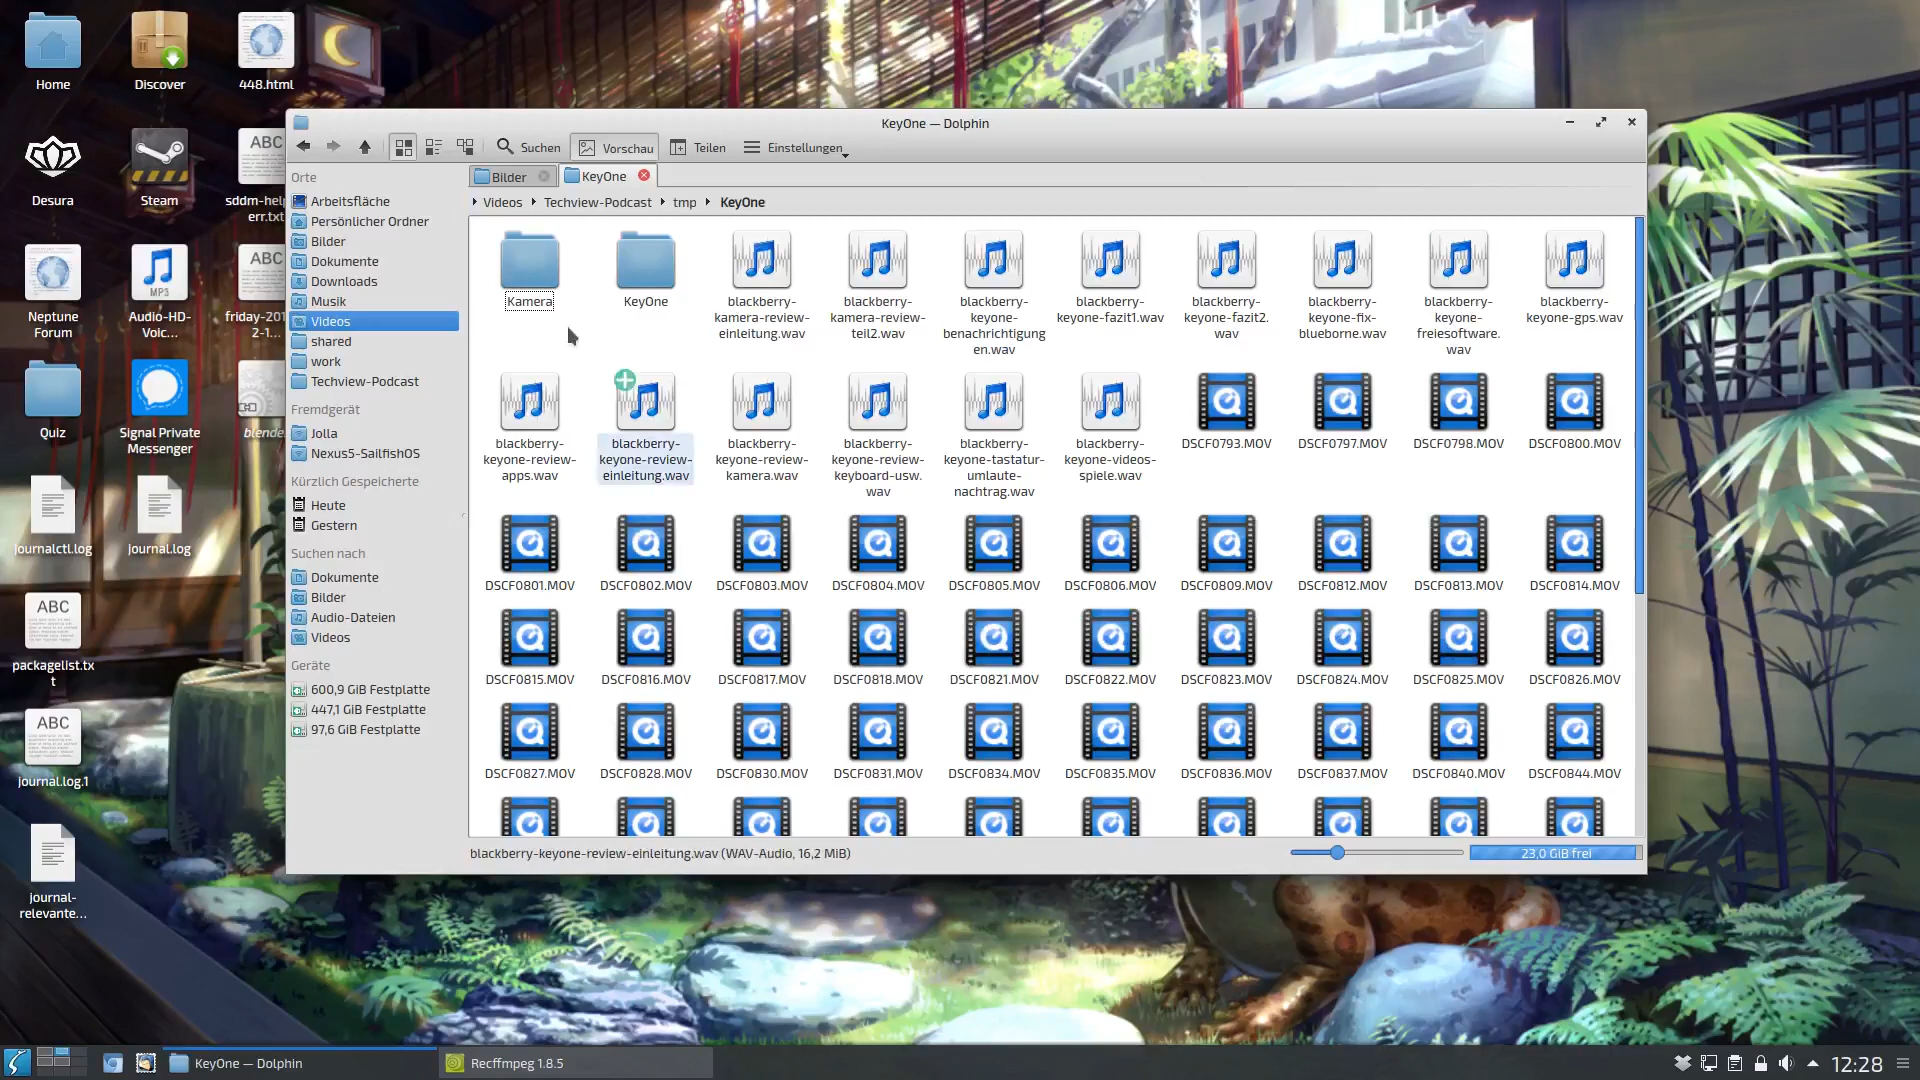 Home
Discover
448.html
Desura
Steam
sddm-help
err.txt
Neptune
Forum
MP3
Audio-HD-
Voic...
friday-201
2-1...
Quiz
Signal Private
Messenger
blende
journalctl.log
journal.log
ABC
packagelist.tx
t
ABC
journal.log.1
journal-
relevante...
ABC
ABC
KeyOne — Dolphin
Suchen
Vorschau
Teilen
Einstellungen
Orte
Arbeitsfläche
Persönlicher Ordner
Bilder
Dokumente
Downloads
Musik
Videos
shared
work
Techview-Podcast
Fremdgerät
Jolla
Nexus5-SailfishOS
Kürzlich Gespeicherte
Heute
Gestern
Suchen nach
Dokumente
Bilder
Audio-Dateien
Videos
Geräte
600,9 GiB Festplatte
447,1 GiB Festplatte
97,6 GiB Festplatte
Bilder
KeyOne
Videos Techview-Podcast tmp KeyOne
Kamera
KeyOne
blackberry-
kamera-review-
einleitung.wav
blackberry-
kamera-review-
teil2.wav
blackberry-
keyone-
benachrichtigung
en.wav
blackberry-
keyone-fazit1.wav
blackberry-
keyone-fazit2.
wav
blackberry-
keyone-fix-
blueborne.wav
blackberry-
keyone-
freiesoftware.
wav
blackberry-
keyone-gps.wav
blackberry-
keyone-review-
apps.wav
blackberry-
keyone-review-
einleitung.wav
blackberry-
keyone-review-
kamera.wav
blackberry-
keyone-review-
keyboard-usw.
wav
blackberry-
keyone-tastatur-
umlaute-
nachtrag.wav
blackberry-
keyone-videos-
spiele.wav
DSCF0793.MOV
DSCF0797.MOV
DSCF0798.MOV
DSCF0800.MOV
DSCF0801.MOV
DSCF0802.MOV
DSCF0803.MOV
DSCF0804.MOV
DSCF0805.MOV
DSCF0806.MOV
DSCF0809.MOV
DSCF0812.MOV
DSCF0813.MOV
DSCF0814.MOV
DSCF0815.MOV
DSCF0816.MOV
DSCF0817.MOV
DSCF0818.MOV
DSCF0821.MOV
DSCF0822.MOV
DSCF0823.MOV
DSCF0824.MOV
DSCF0825.MOV
DSCF0826.MOV
DSCF0827.MOV
DSCF0828.MOV
DSCF0830.MOV
DSCF0831.MOV
DSCF0834.MOV
DSCF0835.MOV
DSCF0836.MOV
DSCF0837.MOV
DSCF0840.MOV
DSCF0844.MOV
blackberry-keyone-review-einleitung.wav (WAV-Audio, 16,2 MiB)
23,0 GiB frei
KeyOne — Dolphin
Recffmpeg 1.8.5
12:28